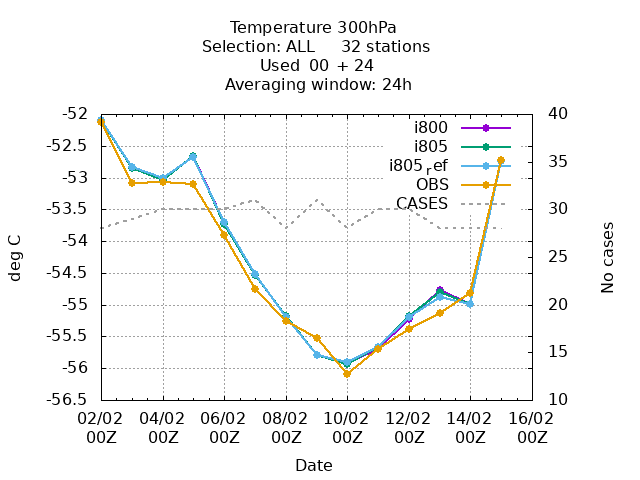 Temperature 300hPa
Selection: ALL 32 stations
Used 00 + 24
Averaging window: 24h
-52 40
i800
i805
-52.5
35
i805ref
-53
OBS
CASES
-53.5 30
-54
25
deg C
No cases
-54.5
-55 20
-55.5
15
-56
-56.5 10
02/02 04/02 06/02 08/02 10/02 12/02 14/02 16/02
00Z 00Z 00Z 00Z 00Z 00Z 00Z 00Z
Date